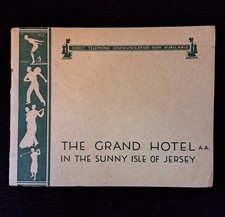 DIRECT TELEPHONE COMMUNICATION NOW AVAILABLE
THE GRAND HOTEL A.A.
IN THE SUNNY ISLE OF JERSEY